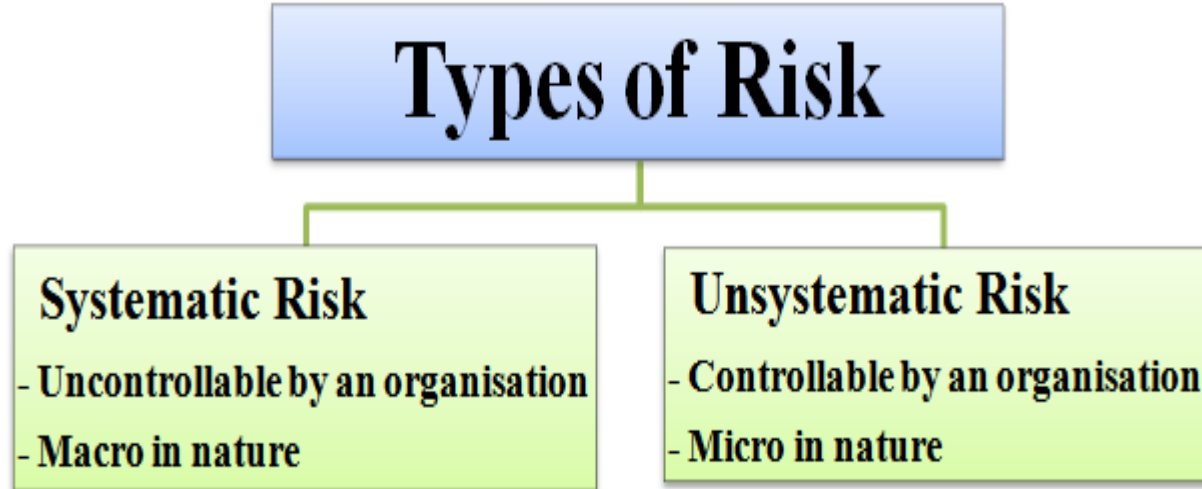 Types of Risk
Systematic Risk
- Uncontrollable by an organisation
- Macro in nature
Unsystematic Risk
- Controllable by an organisation
- Micro in nature